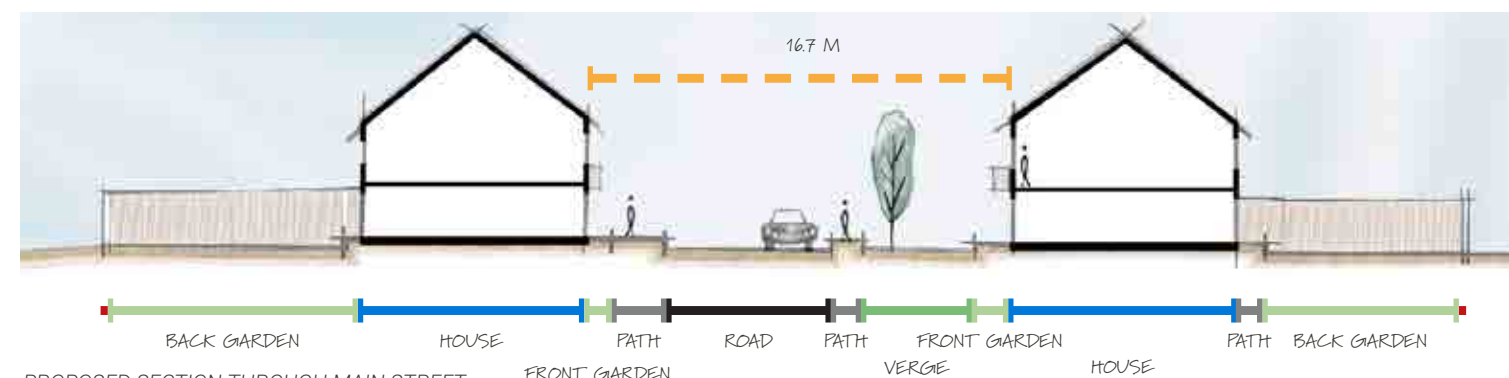 16.7 M
BACK GARDEN HOUSE PATH ROAD PATH FRONT GARDEN PATH BACK GARDEN
PROPOSED SECTION THROUGH MAIN STREET FRONT GARDEN VERGE HOUSE